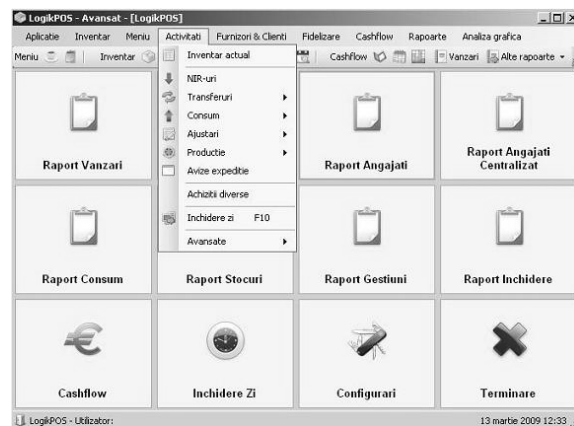 LogikPOS - Avansat - [LogikPOS]
Aplicatie Inventar Meniu Activitati Furnizori & Clienti Fidelizare Cashflow Rapoarte Analiza grafica
Meniu Inventar Cashflow Vanzari Alte rapoarte
Inventar actual
NIR-uri
Transferuri
Consum
Ajustari
Productie
Avize expeditie
Achizitii diverse
Inchidere zi F10
Avansate
Raport Vanzari
Raport Angajati
Raport Angajati
Centralizat
Raport Consum
Raport Stocuri
Raport Gestiuni
Raport Inchidere
Cashflow
Inchidere Zi
Configurari
Terminare
LogikPOS - Utilizator: 13 martie 2009 12:33